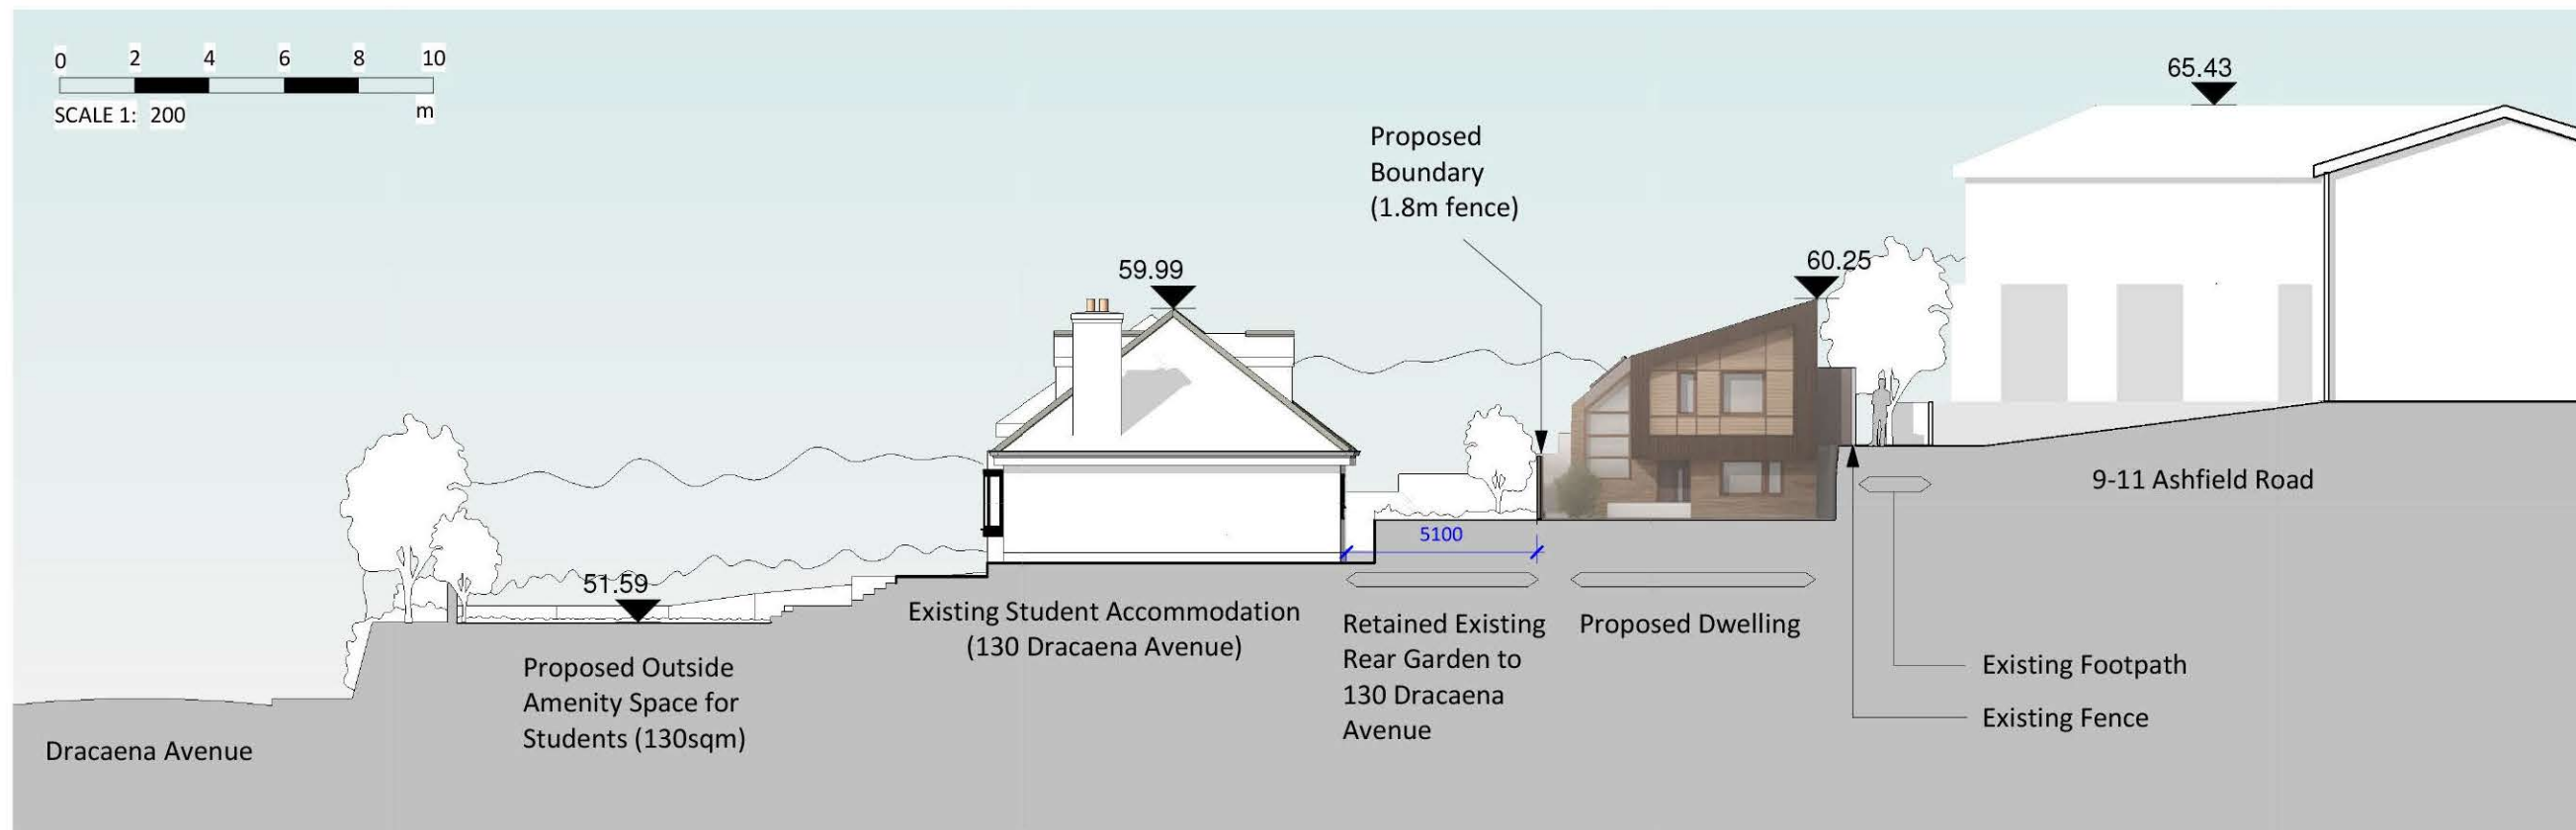 0 2 4 6 8 10
SCALE 1: 200 m
65.43
Proposed
Boundary
(1.8m fence)
59.99
60.25
51.59
5100
9-11 Ashfield Road
Existing Student Accommodation
(130 Dracaena Avenue)
Retained Existing
Rear Garden to
130 Dracaena
Avenue
Proposed Dwelling
Proposed Outside
Amenity Space for
Students (130sqm)
Existing Footpath
Existing Fence
Dracaena Avenue